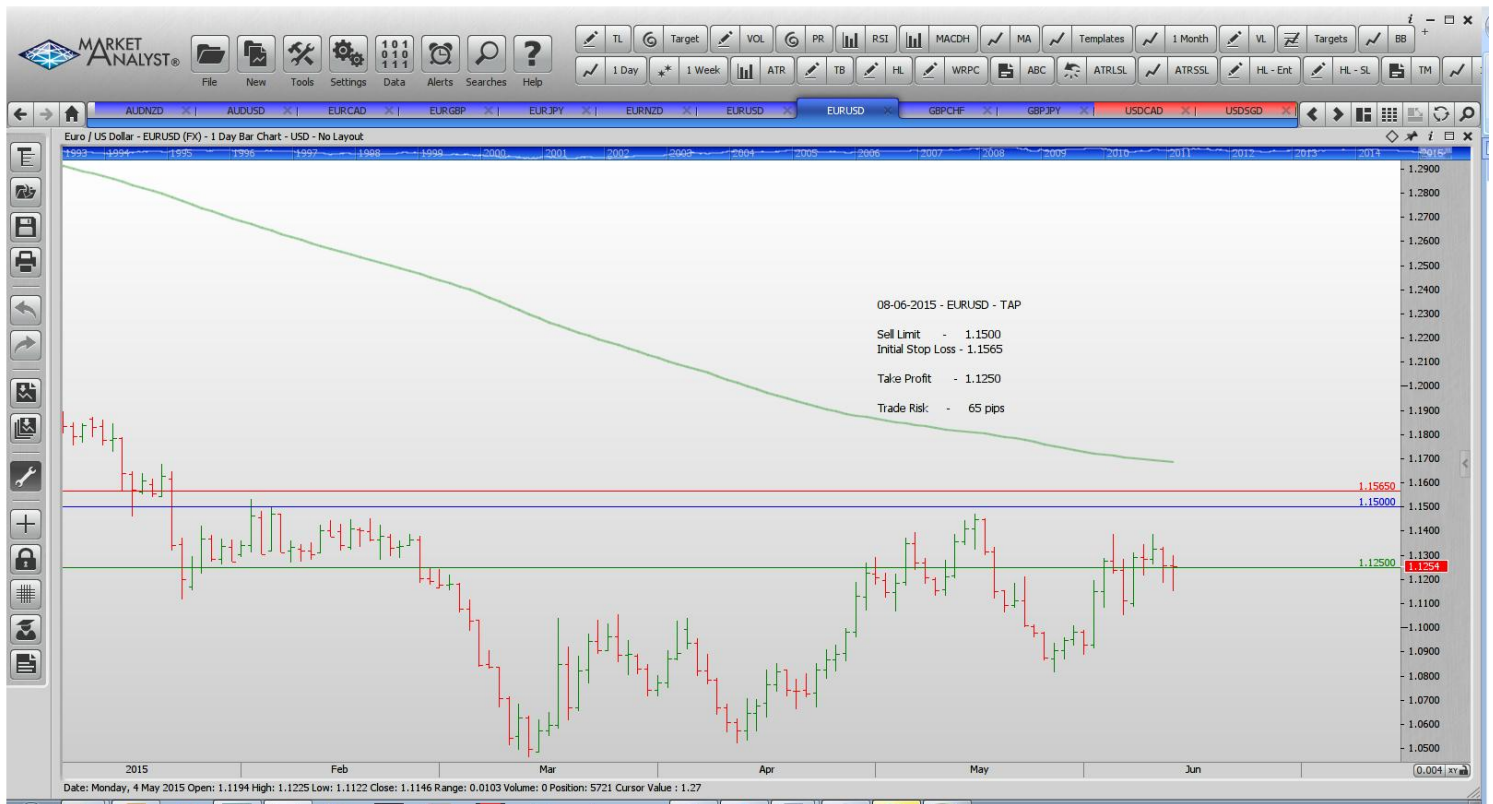 i
MARKET ANALYST®
File New Tools Settings Data Alerts Searches Help
101
010
111
TL Target VOL PR RSI MACDH MA Templates 1 Month VL Targets BB
1 Day 1 Week ATR TB HL WRPC ABC ATRLSL ATRSSL HL - Ent HL - SL TM
AUDNZD AUDUSD EURCAD EURGBP EURJPY EURNZD EURUSD EURUSD GBPCHF GBPJPY USDCAD USDSGD
Euro / US Dollar - EURUSD (FX) - 1 Day Bar Chart - USD - No Layout
1993 1994 1995 1996 1997 1998 1999 2000 2001 2002 2003 2004 2005 2006 2007 2008 2009 2010 2011 2012 2013 2014 2015
1.2900
1.2800
1.2700
1.2600
1.2500
1.2400
1.2300
1.2200
1.2100
1.2000
1.1900
1.1800
1.1700
1.1600
1.1500
1.1400
1.1300
1.1200
1.1100
1.1000
1.0900
1.0800
1.0700
1.0600
1.0500
08-06-2015 - EURUSD - TAP
Sell Limit - 1.1500
Initial Stop Loss - 1.1565
Take Profit - 1.1250
Trade Risk - 65 pips
1.15650
1.15000
1.12500
1.1254
2015 Feb Mar Apr May Jun
0.004 XY
Date: Monday, 4 May 2015 Open: 1.1194 High: 1.1225 Low: 1.1122 Close: 1.1146 Range: 0.0103 Volume: 0 Position: 5721 Cursor Value : 1.27